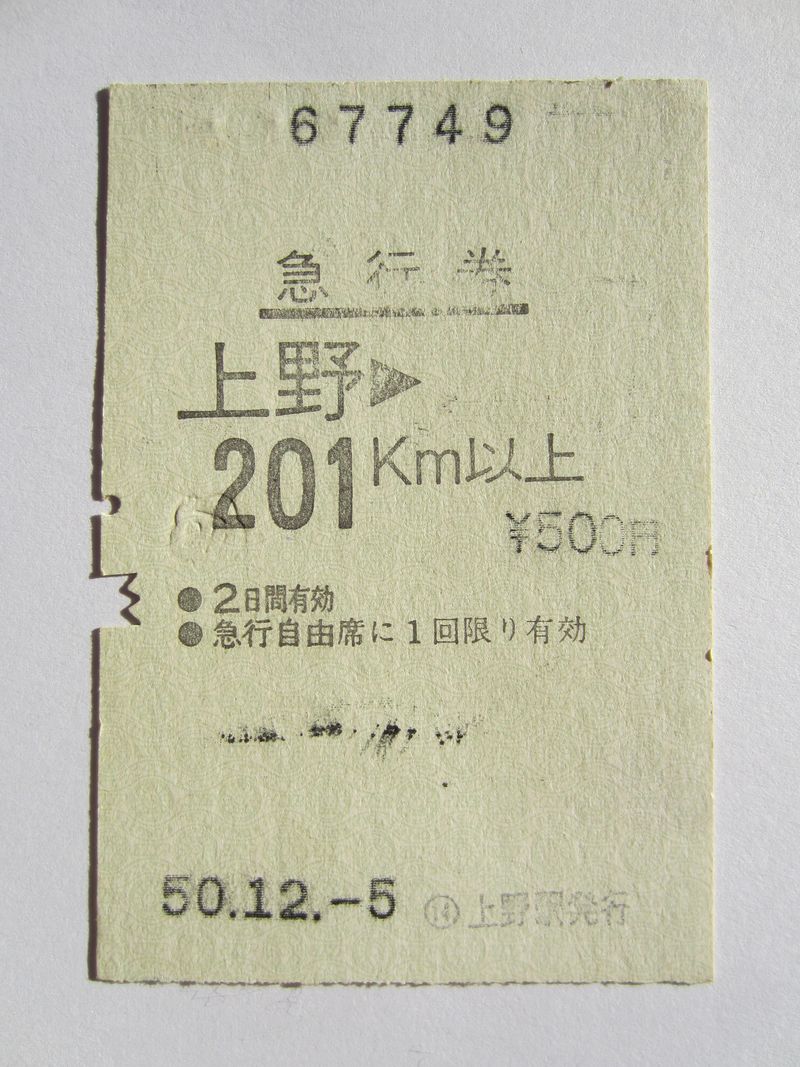 67749
急行券
上野▶
201Km以上
¥500円
●2日間有効
●急行自由席に1回限り有効
50.12.-5
⑭上野駅発行